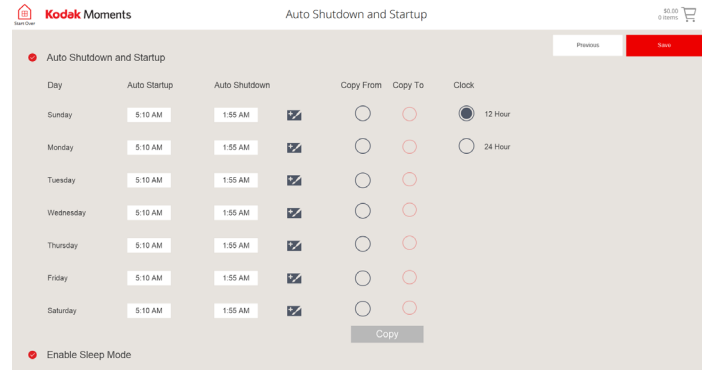 Start Over
Kodak Moments
Auto Shutdown and Startup
$0.00
0 items
Previous
Save
Auto Shutdown and Startup
Day Auto Startup Auto Shutdown Copy From Copy To Clock
Sunday 5:10 AM 1:55 AM 12 Hour
Monday 5:10 AM 1:55 AM 24 Hour
Tuesday 5:10 AM 1:55 AM
Wednesday 5:10 AM 1:55 AM
Thursday 5:10 AM 1:55 AM
Friday 5:10 AM 1:55 AM
Saturday 5:10 AM 1:55 AM
Copy
Enable Sleep Mode